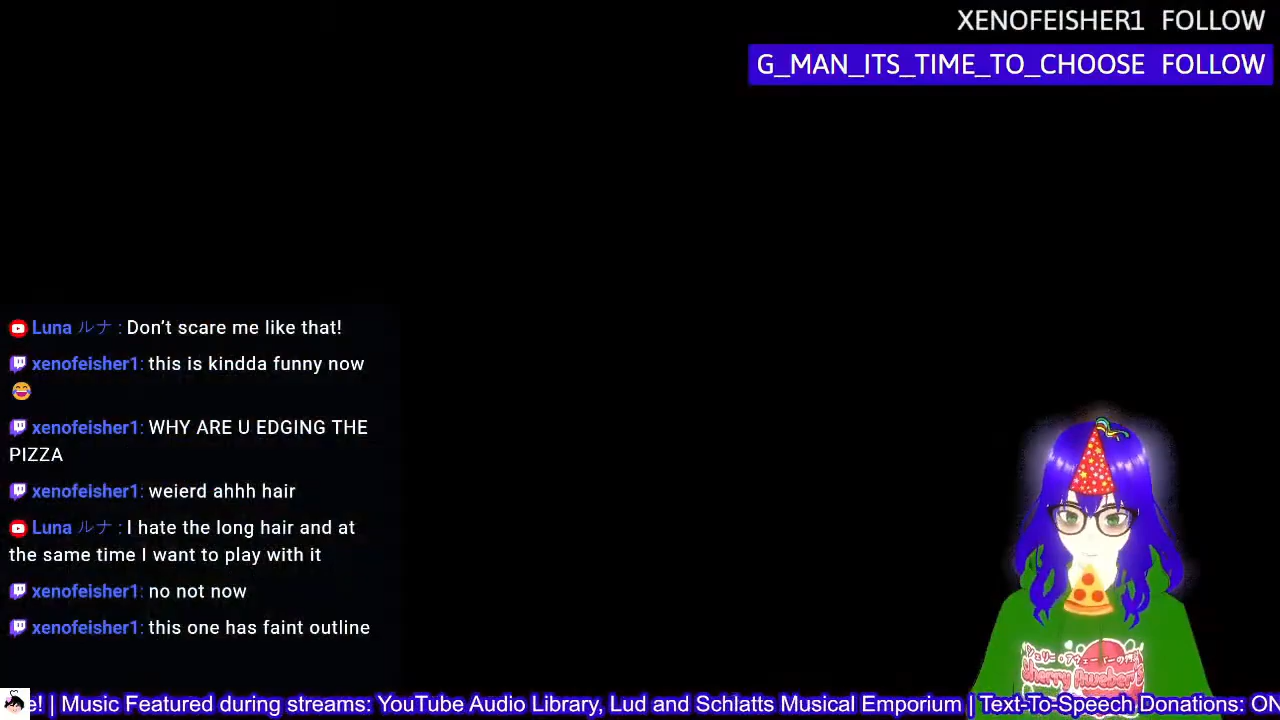 XENOFEISHER1 FOLLOW
G_MAN_ITS_TIME_TO_CHOOSE FOLLOW
Luna ルナ : Don’t scare me like that!
xenofeisher1: this is kindda funny now
😂
xenofeisher1: WHY ARE U EDGING THE
PIZZA
xenofeisher1: weierd ahhh hair
Luna ルナ : I hate the long hair and at
the same time I want to play with it
xenofeisher1: no not now
xenofeisher1: this one has faint outline
e! | Music Featured during streams: YouTube Audio Library, Lud and Schlatts Musical Emporium | Text-To-Speech Donations: ON